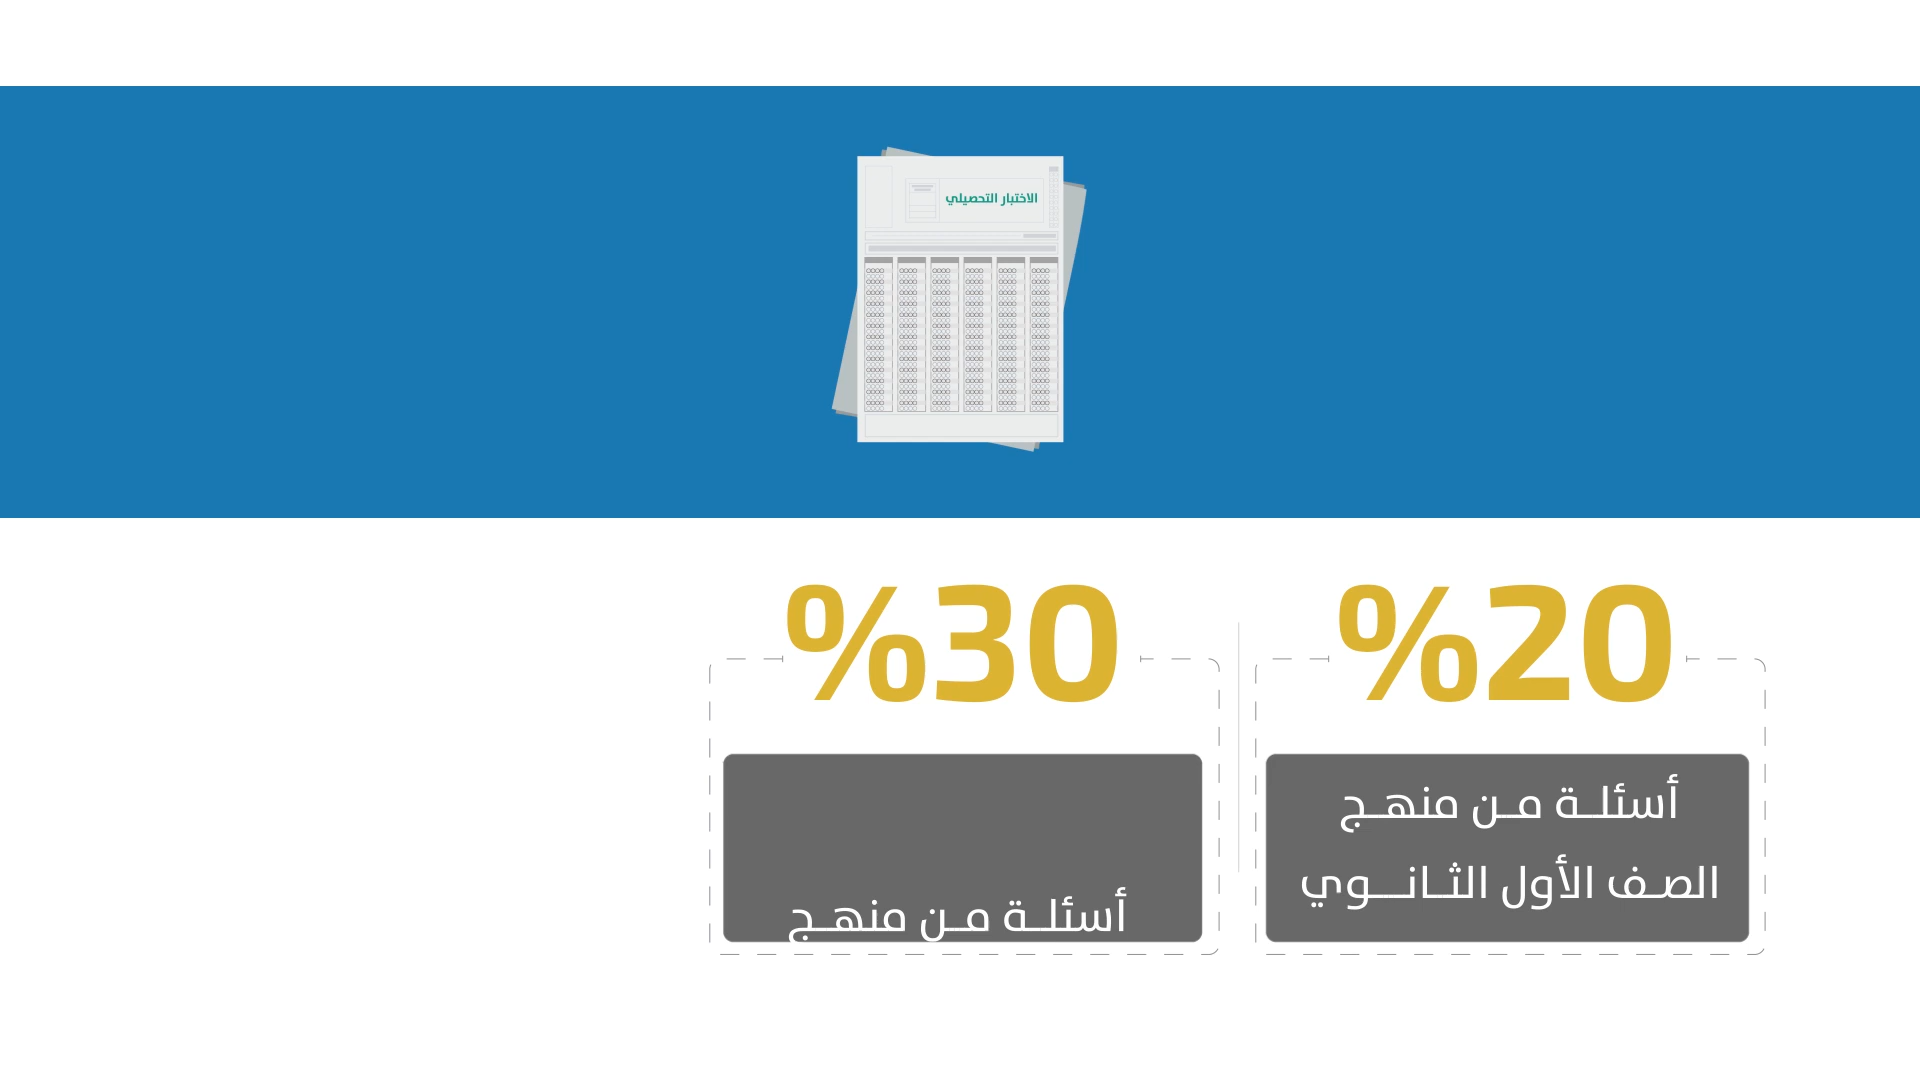 الاختبار التحصيلي
%20
أسئلة من منهج
الصف الأول الثانوي
%30
أسئلة من منهج